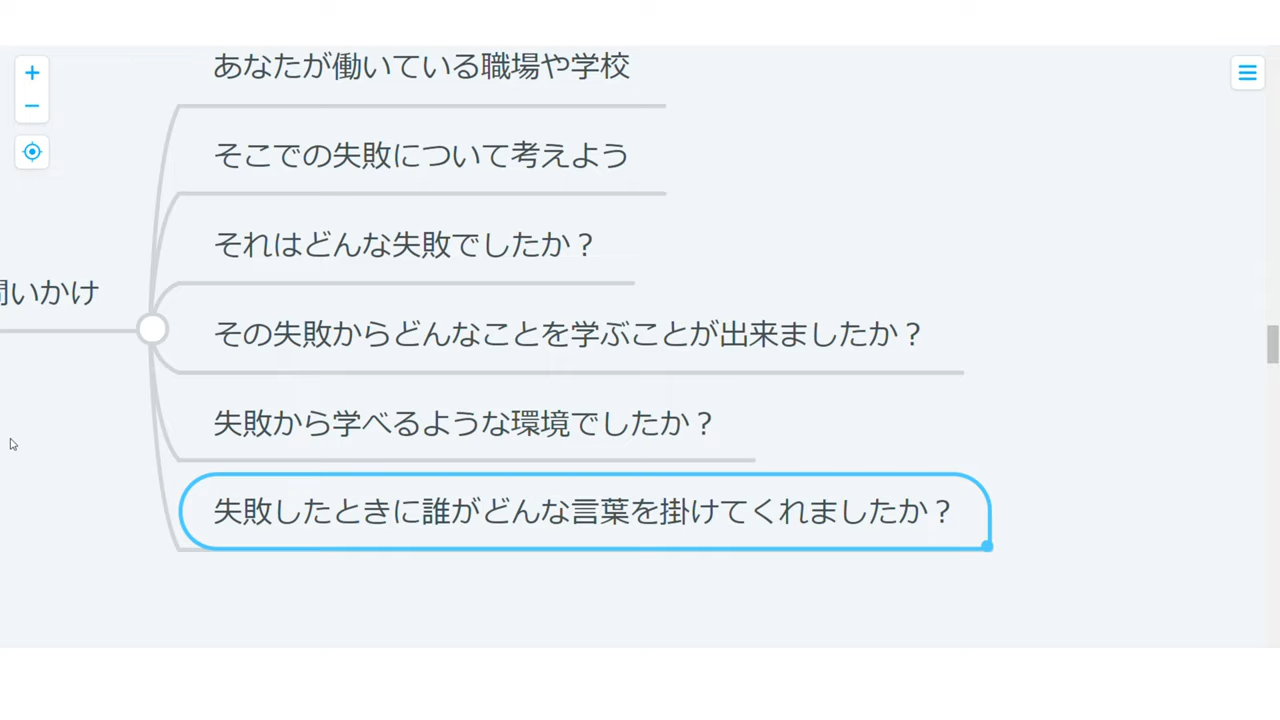 あなたが働いている職場や学校
そこでの失敗について考えよう
それはどんな失敗でしたか？
いかけ
その失敗からどんなことを学ぶことが出来ましたか？
失敗から学べるような環境でしたか？
失敗したときに誰がどんな言葉を掛けてくれましたか？